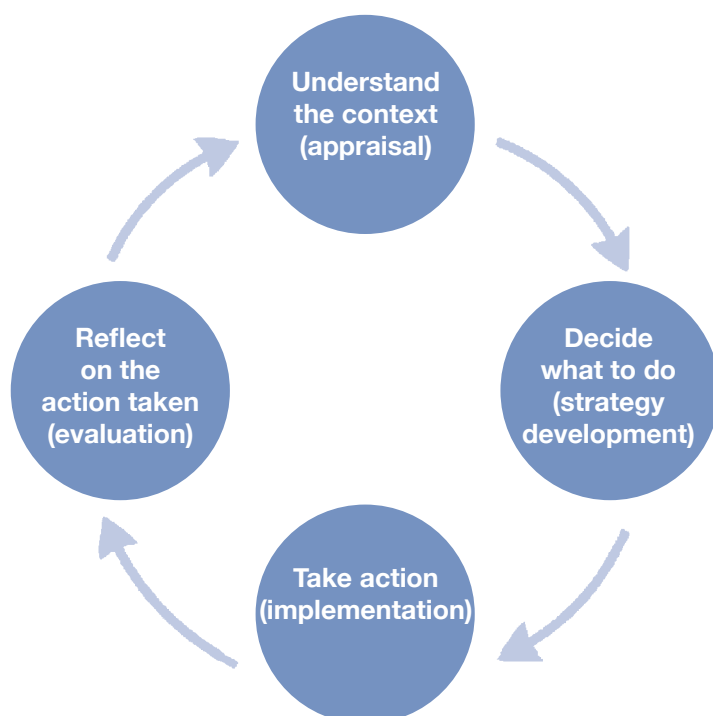 Understand
the context
(appraisal)
Decide
what to do
(strategy
development)
Take action
(implementation)
Reflect
on the
action taken
(evaluation)